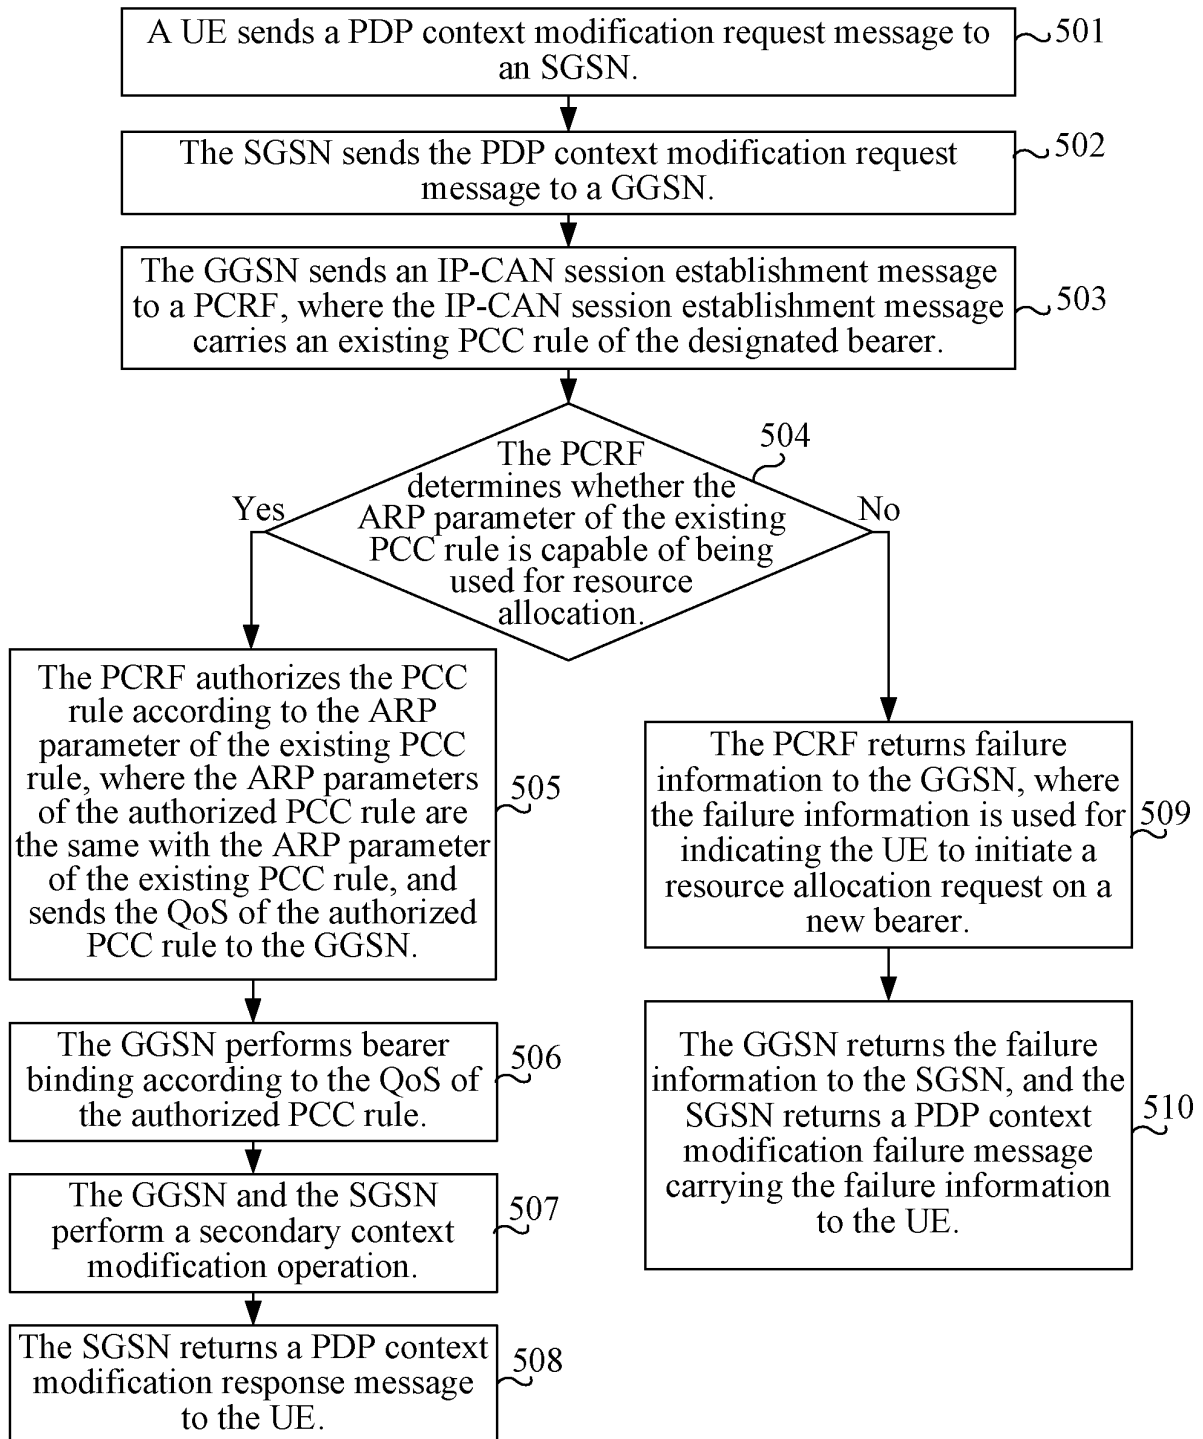 A UE sends a PDP context modification request message to
an SGSN.
501
The SGSN sends the PDP context modification request
message to a GGSN.
502
The GGSN sends an IP-CAN session establishment message
to a PCRF, where the IP-CAN session establishment message
carries an existing PCC rule of the designated bearer.
503
504
The PCRF
determines whether the
ARP parameter of the existing
PCC rule is capable of being
used for resource
allocation.
Yes
No
The PCRF authorizes the PCC
rule according to the ARP
parameter of the existing PCC
rule, where the ARP parameters
of the authorized PCC rule are
the same with the ARP parameter
of the existing PCC rule, and
sends the QoS of the authorized
PCC rule to the GGSN.
505
The GGSN performs bearer
binding according to the QoS of
the authorized PCC rule.
506
The GGSN and the SGSN
perform a secondary context
modification operation.
507
The SGSN returns a PDP context
modification response message
to the UE.
508
The PCRF returns failure
information to the GGSN, where
the failure information is used for
indicating the UE to initiate a
resource allocation request on a
new bearer.
509
The GGSN returns the failure
information to the SGSN, and the
SGSN returns a PDP context
modification failure message
carrying the failure information
to the UE.
510